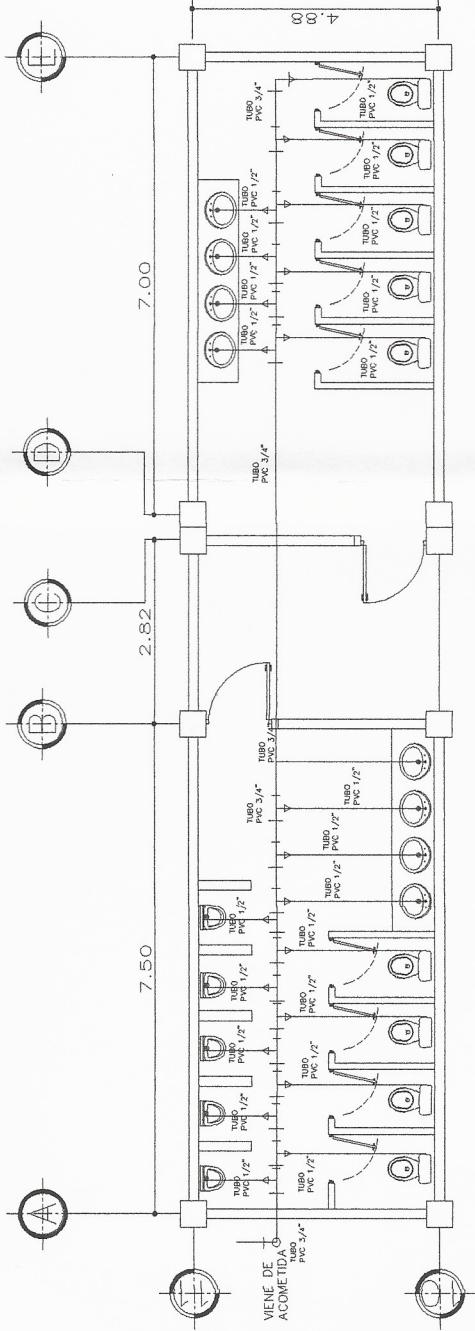 A
B
C
D
E
7.50
2.82
7.00
4.88
1
TUBO
PVC 1/2"
TUBO
PVC 1/2"
TUBO
PVC 1/2"
TUBO
PVC 1/2"
TUBO
PVC 1/2"
TUBO
PVC 3/4"
TUBO
PVC 3/4"
TUBO
PVC 3/4"
TUBO
PVC 1/2"
TUBO
PVC 1/2"
TUBO
PVC 1/2"
TUBO
PVC 1/2"
TUBO
PVC 3/4"
VIENE DE
ACOMETIDA
TUBO
PVC 3/4"
TUBO
PVC 1/2"
TUBO
PVC 1/2"
TUBO
PVC 1/2"
TUBO
PVC 1/2"
TUBO
PVC 1/2"
TUBO
PVC 1/2"
TUBO
PVC 1/2"
TUBO
PVC 1/2"
TUBO
PVC 1/2"
TUBO
PVC 1/2"
TUBO
PVC 1/2"
TUBO
PVC 1/2"
2